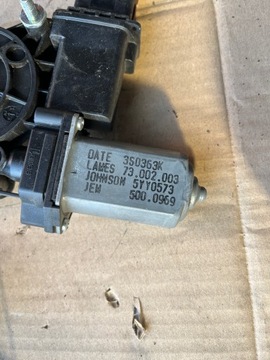 DATE 3S0363K
LAWES 73.002.003
JOHNSON 5YY0573
JEW 500.0969